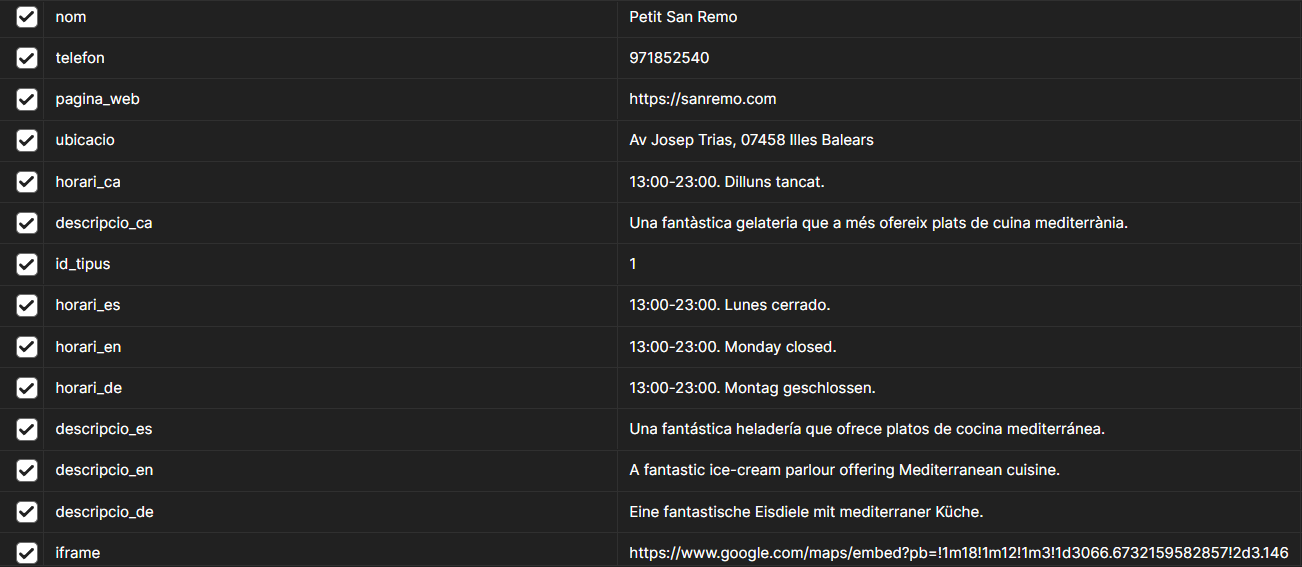 nom Petit San Remo
telefon 971852540
pagina_web https://sanremo.com
ubicacio Av Josep Trias, 07458 Illes Balears
horari_ca 13:00-23:00. Dilluns tancat.
descripcio_ca Una fantàstica gelateria que a més ofereix plats de cuina mediterrània.
id_tipus 1
horari_es 13:00-23:00. Lunes cerrado.
horari_en 13:00-23:00. Monday closed.
horari_de 13:00-23:00. Montag geschlossen.
descripcio_es Una fantástica heladería que ofrece platos de cocina mediterránea.
descripcio_en A fantastic ice-cream parlour offering Mediterranean cuisine.
descripcio_de Eine fantastische Eisdiele mit mediterraner Küche.
iframe https://www.google.com/maps/embed?pb=!1m18!1m12!1m3!1d3066.6732159582857!2d3.146